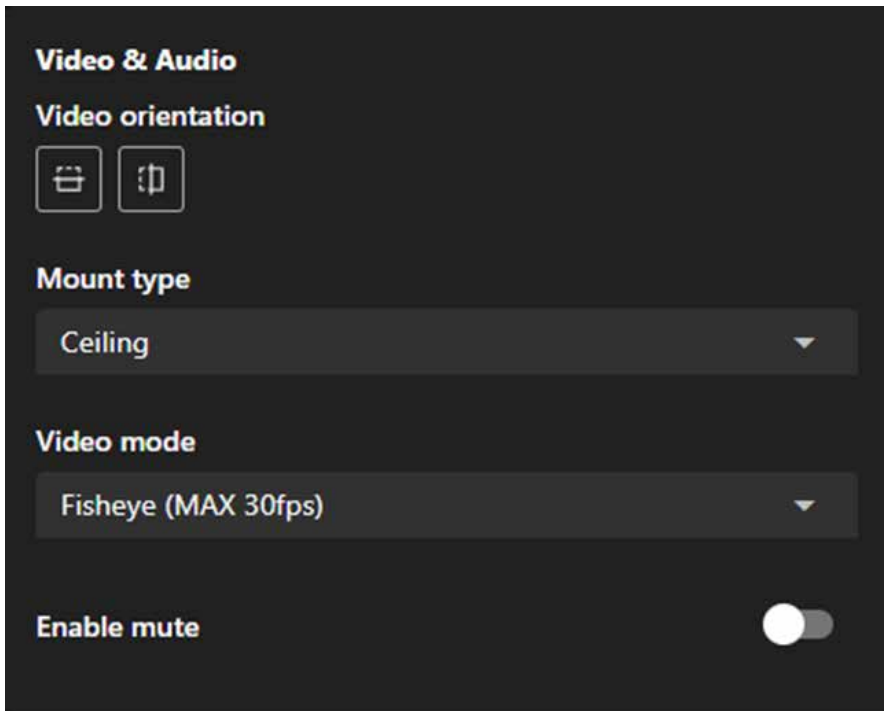 Video & Audio
Video orientation
Mount type
Ceiling
Video mode
Fisheye (MAX 30fps)
Enable mute